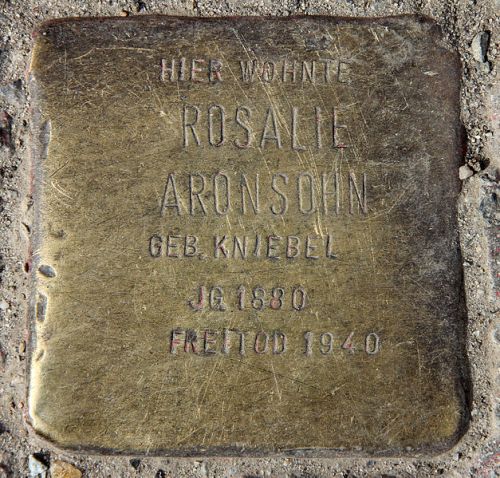 HIER WOHNTE
ROSALIE
ARONSOHN
GEB. KNIEBEL
JG. 1880
FREITOD 1940